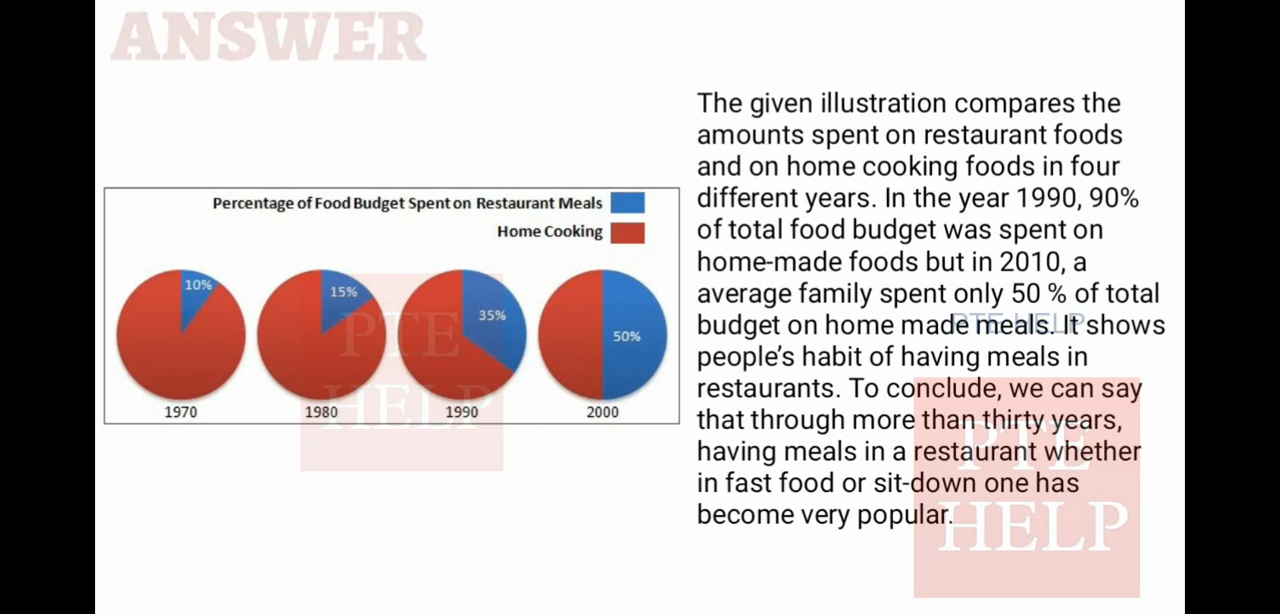 ANSWER
Percentage of Food Budget Spent on Restaurant Meals
Home Cooking
10%
15%
35%
50%
1970
1980
1990
2000
PTE
HELP
The given illustration compares the
amounts spent on restaurant foods
and on home cooking foods in four
different years. In the year 1990, 90%
of total food budget was spent on
home-made foods but in 2010, a
average family spent only 50 % of total
budget on home made meals. It shows
people's habit of having meals in
restaurants. To conclude, we can say
that through more than thirty years,
having meals in a restaurant whether
in fast food or sit-down one has
become very popular.
PTE HELP
PTE
HELP